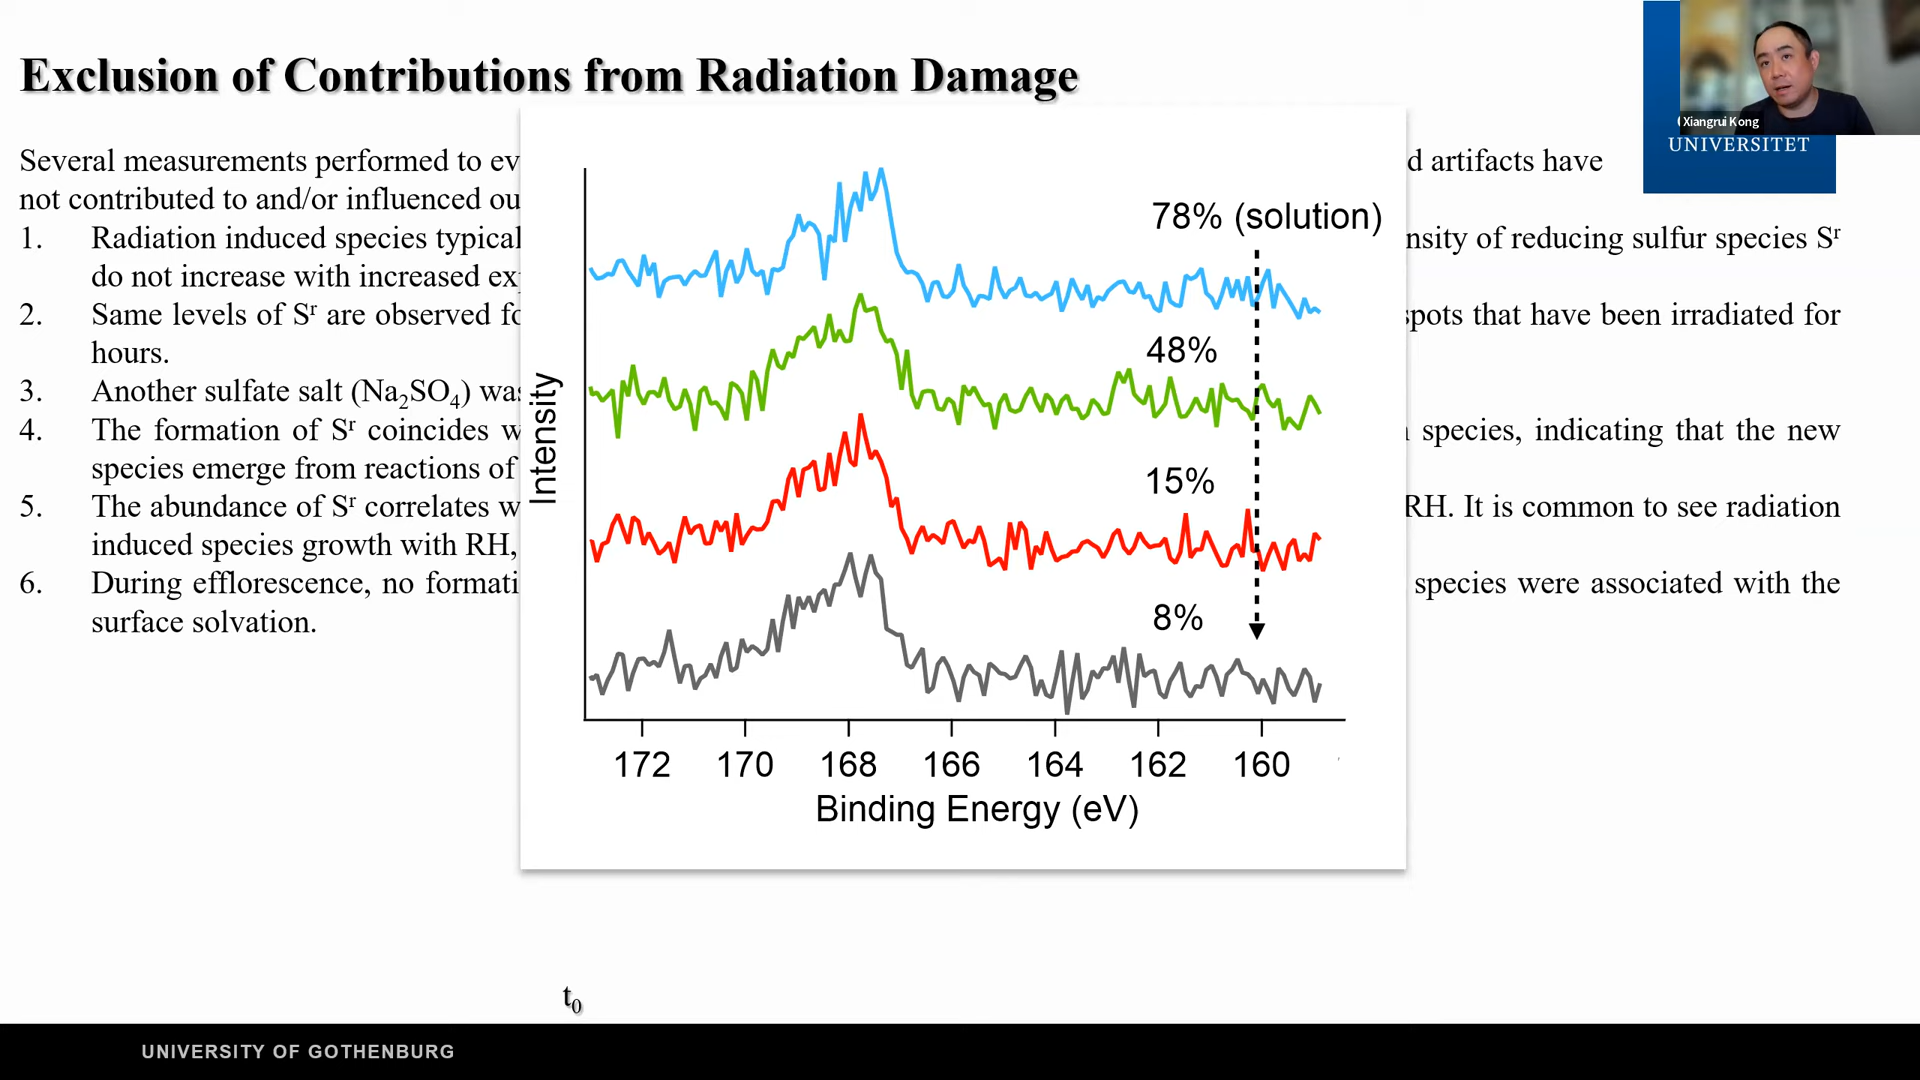 Exclusion of Contributions from Radiation Damage
Xiangrui Kong
UNIVERSITET
Several measurements performed to ev
d artifacts have
not contributed to and/or influenced ou
1. Radiation induced species typical
nsity of reducing sulfur species Sʳ
do not increase with increased ex
2. Same levels of Sʳ are observed fo
spots that have been irradiated for
hours.
3. Another sulfate salt (Na₂SO₄) was
4. The formation of Sʳ coincides w
species, indicating that the new
species emerge from reactions of
5. The abundance of Sʳ correlates w
RH. It is common to see radiation
induced species growth with RH,
6. During efflorescence, no formati
species were associated with the
surface solvation.
78% (solution)
48%
15%
8%
Intensity
172 170 168 166 164 162 160
Binding Energy (eV)
t₀
UNIVERSITY OF GOTHENBURG